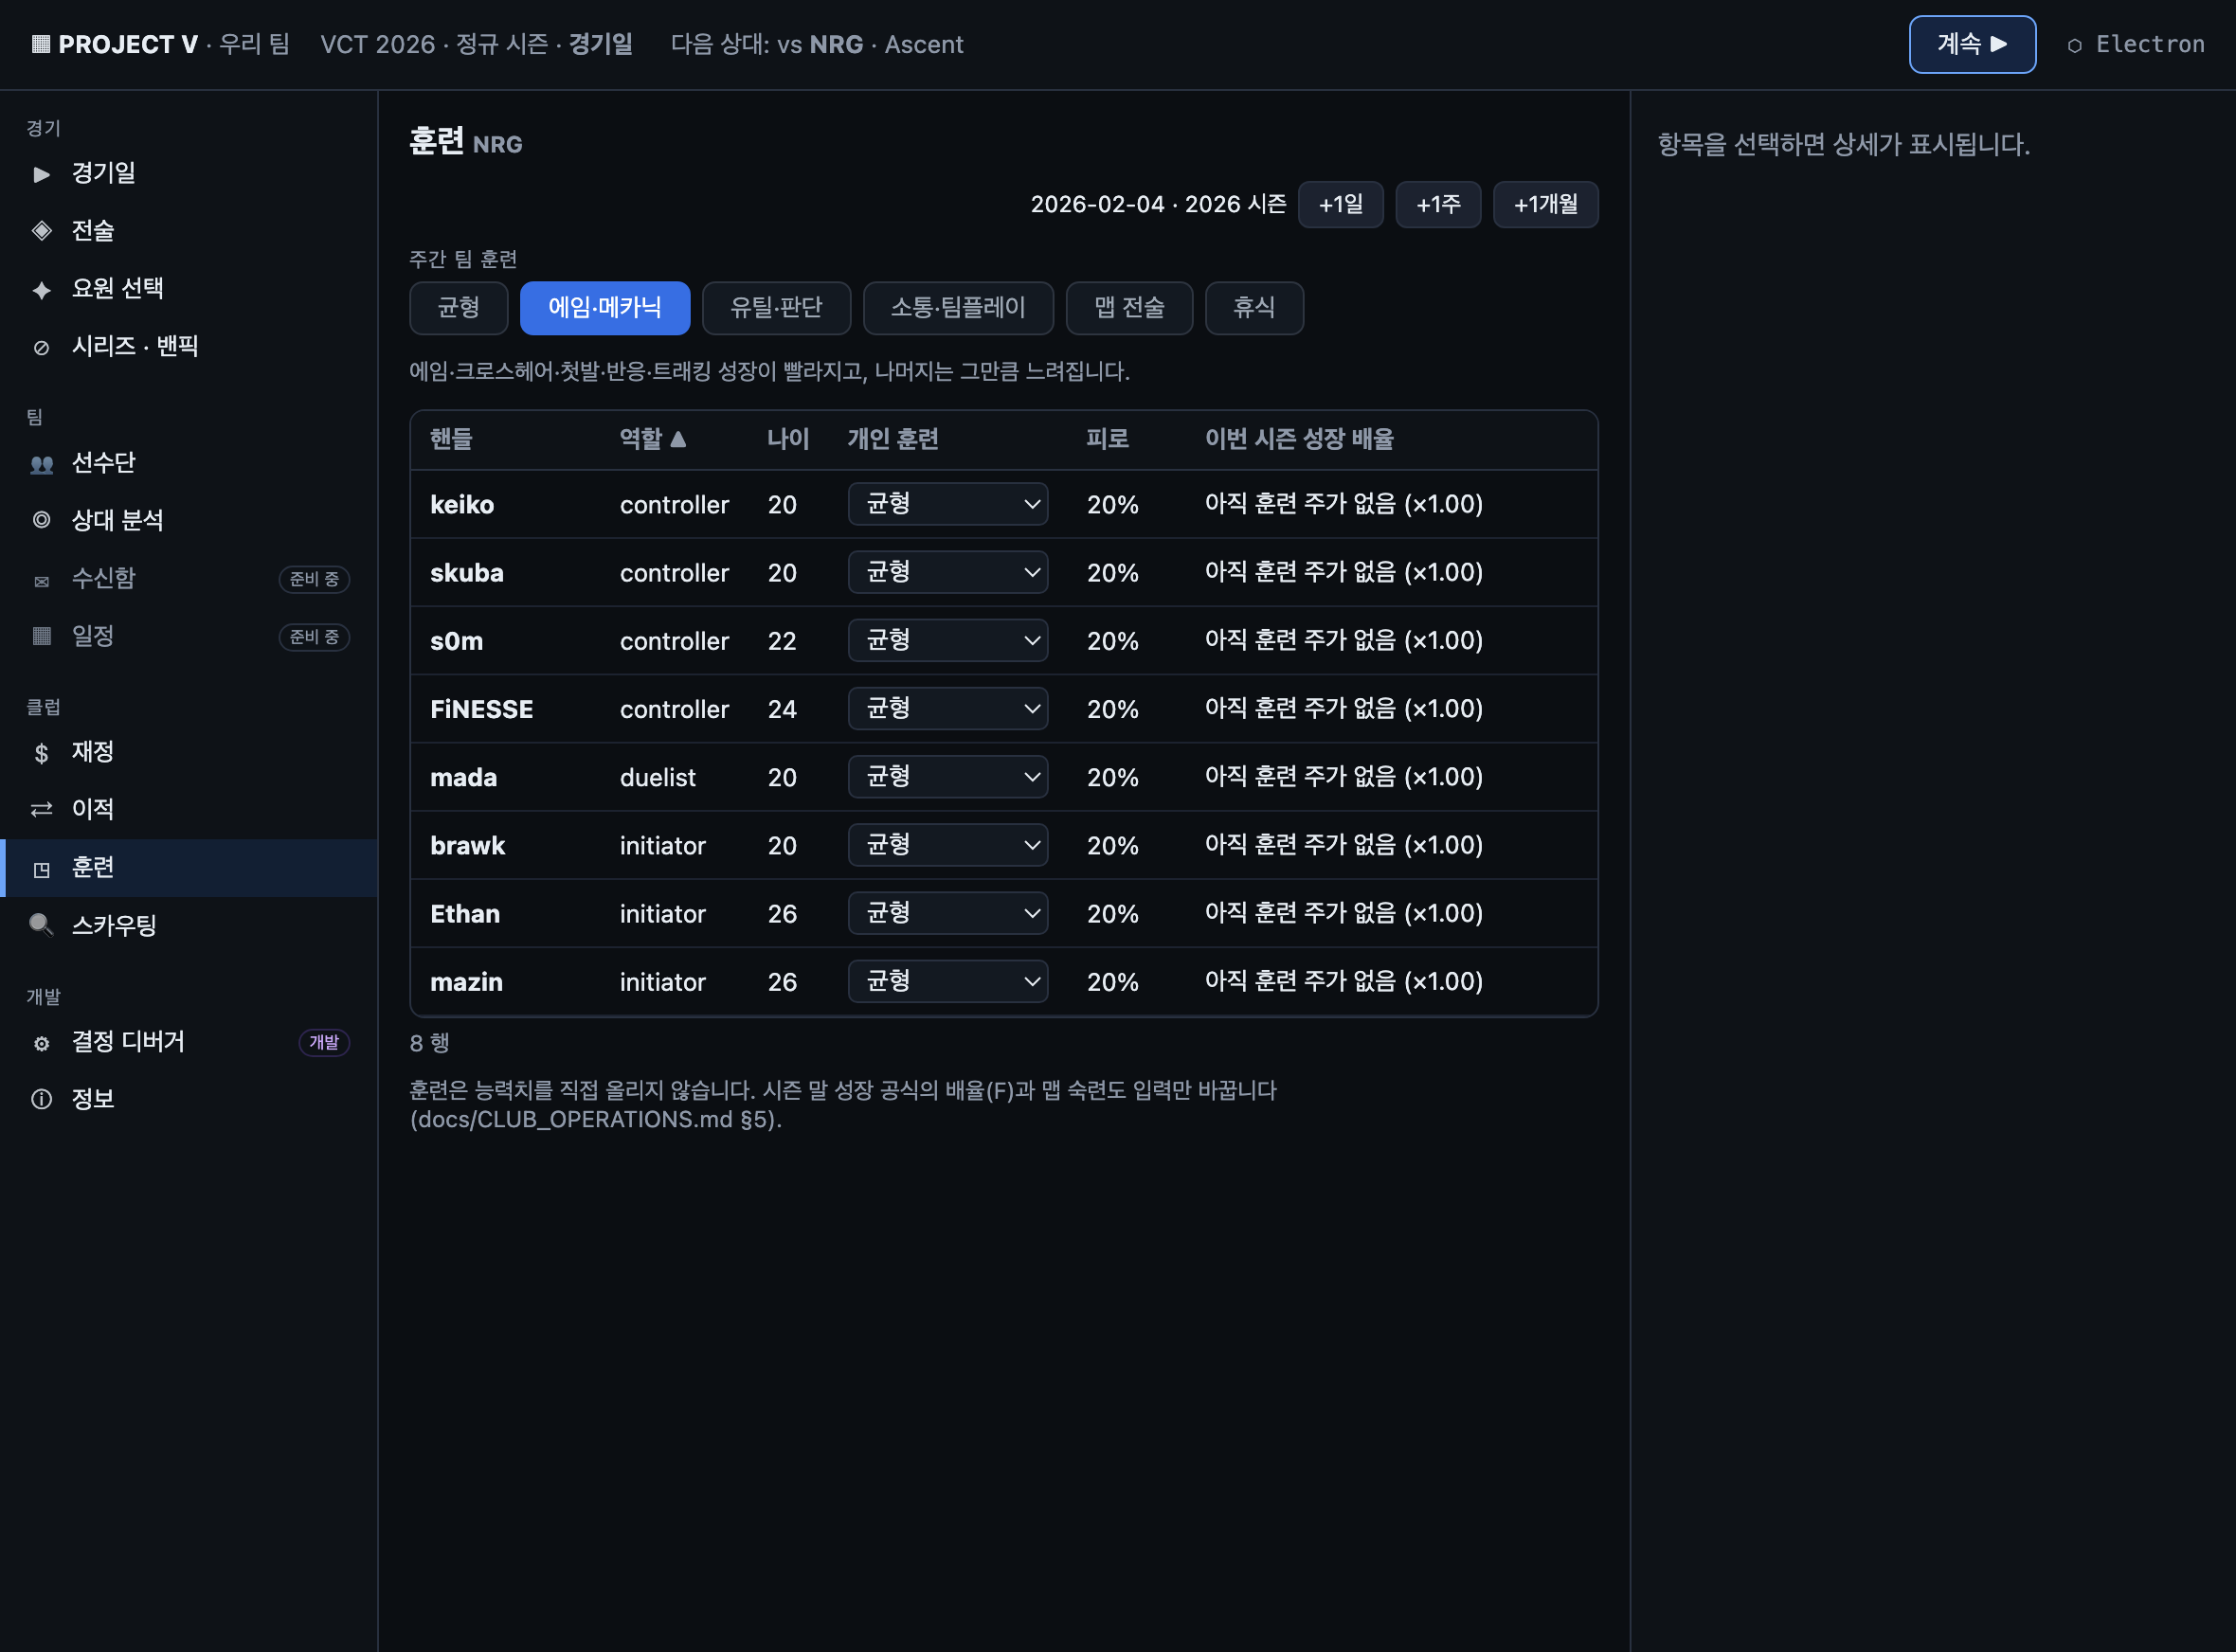 PROJECT V · 우리 팀 VCT 2026 · 정규 시즌 · 경기일 다음 상대: vs NRG · Ascent 계속 ▶ Electron
경기
경기일
전술
요원 선택
시리즈 · 밴픽
팀
선수단
상대 분석
수신함 준비 중
일정 준비 중
클럽
재정
이적
훈련
스카우팅
개발
결정 디버거 개발
정보
훈련 NRG
2026-02-04 · 2026 시즌 +1일 +1주 +1개월
주간 팀 훈련
균형 에임·메카닉 유틸·판단 소통·팀플레이 맵 전술 휴식
에임·크로스헤어·첫발·반응·트래킹 성장이 빨라지고, 나머지는 그만큼 느려집니다.
핸들 역할 ▲ 나이 개인 훈련 피로 이번 시즌 성장 배율
keiko controller 20 균형 20% 아직 훈련 주가 없음 (×1.00)
skuba controller 20 균형 20% 아직 훈련 주가 없음 (×1.00)
s0m controller 22 균형 20% 아직 훈련 주가 없음 (×1.00)
FiNESSE controller 24 균형 20% 아직 훈련 주가 없음 (×1.00)
mada duelist 20 균형 20% 아직 훈련 주가 없음 (×1.00)
brawk initiator 20 균형 20% 아직 훈련 주가 없음 (×1.00)
Ethan initiator 26 균형 20% 아직 훈련 주가 없음 (×1.00)
mazin initiator 26 균형 20% 아직 훈련 주가 없음 (×1.00)
8 행
훈련은 능력치를 직접 올리지 않습니다. 시즌 말 성장 공식의 배율(F)과 맵 숙련도 입력만 바꿉니다
(docs/CLUB_OPERATIONS.md §5).
항목을 선택하면 상세가 표시됩니다.